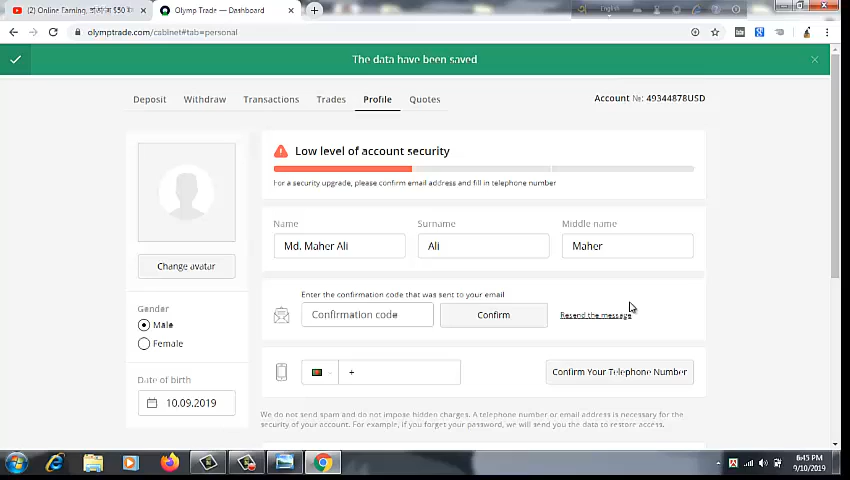 (2) Online Earning,
Olymp Trade — Dashboard
English
olymptrade.com/cabinet#tab=personal
The data have been saved
Deposit Withdraw Transactions Trades Profile Quotes Account №: 49344878USD
Low level of account security
For a security upgrade, please confirm email address and fill in telephone number
Name Surname Middle name
Md. Maher Ali Ali Maher
Change avatar
Enter the confirmation code that was sent to your email
Confirmation code Confirm Resend the message
Gender
Male
Female
+ Confirm Your Telephone Number
Date of birth
10.09.2019
We do not send spam and do not impose hidden charges. A telephone number or email address is necessary for the
security of your account. For example, if you forget your password, we will send you the data to restore access.
6:45 PM
9/10/2019